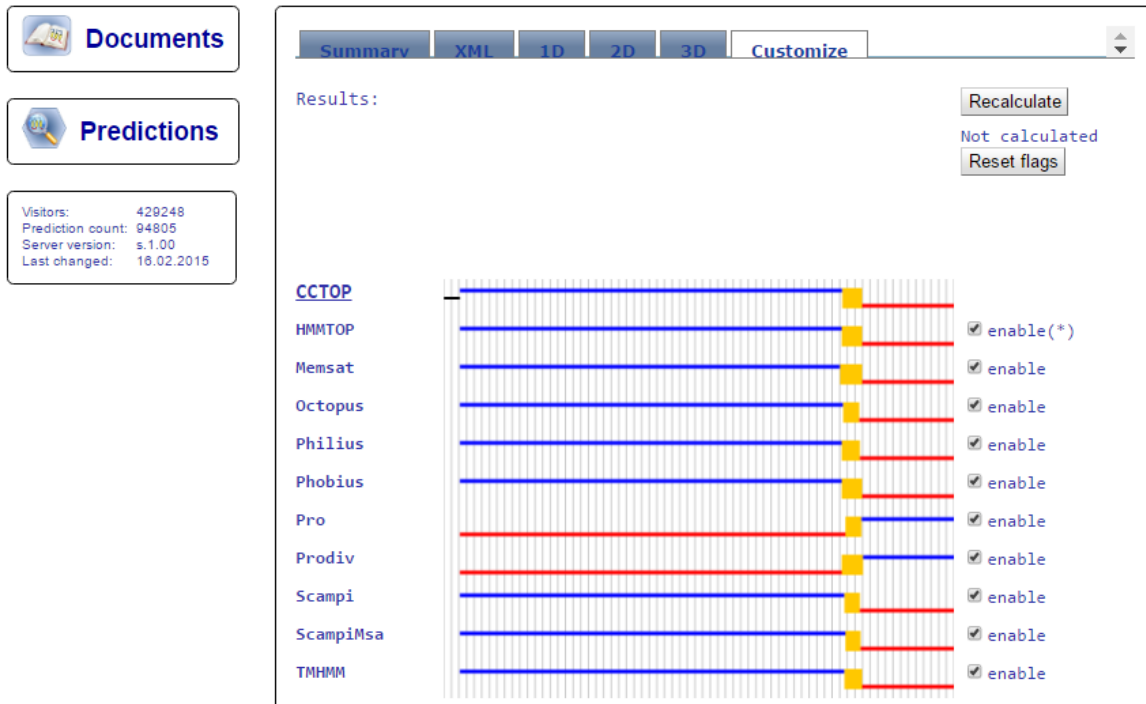 Documents
Predictions
Visitors: 429248
Prediction count: 94805
Server version: s.1.00
Last changed: 16.02.2015
Summary XML 1D 2D 3D Customize
Results:
Recalculate
Not calculated
Reset flags
CCTOP
HMMTOP enable(*)
Memsat enable
Octopus enable
Philius enable
Phobius enable
Pro enable
Prodiv enable
Scampi enable
ScampiMsa enable
TMHMM enable